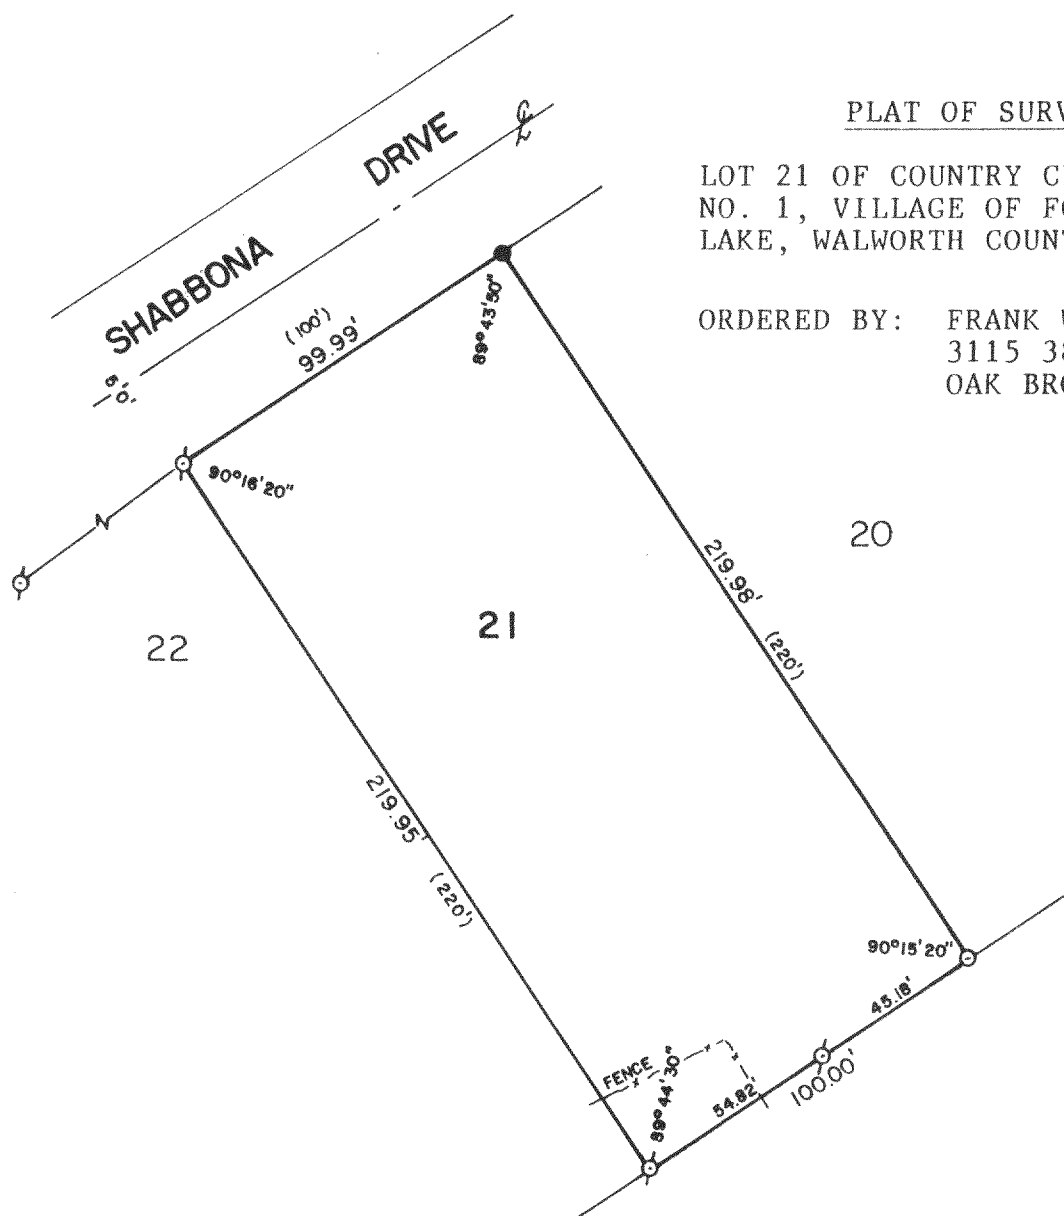 PLAT OF SURV
LOT 21 OF COUNTRY C
NO. 1, VILLAGE OF F
LAKE, WALWORTH COUN
ORDERED BY: FRANK
3115 3
OAK BR
SHABBONA DRIVE
(100')
99.99'
89°43'50"
90°16'20"
N
20
21
22
219.98'
(220')
219.95'
(220')
90°15'20"
45.18'
FENCE
89°44'30"
54.82'
100.00'